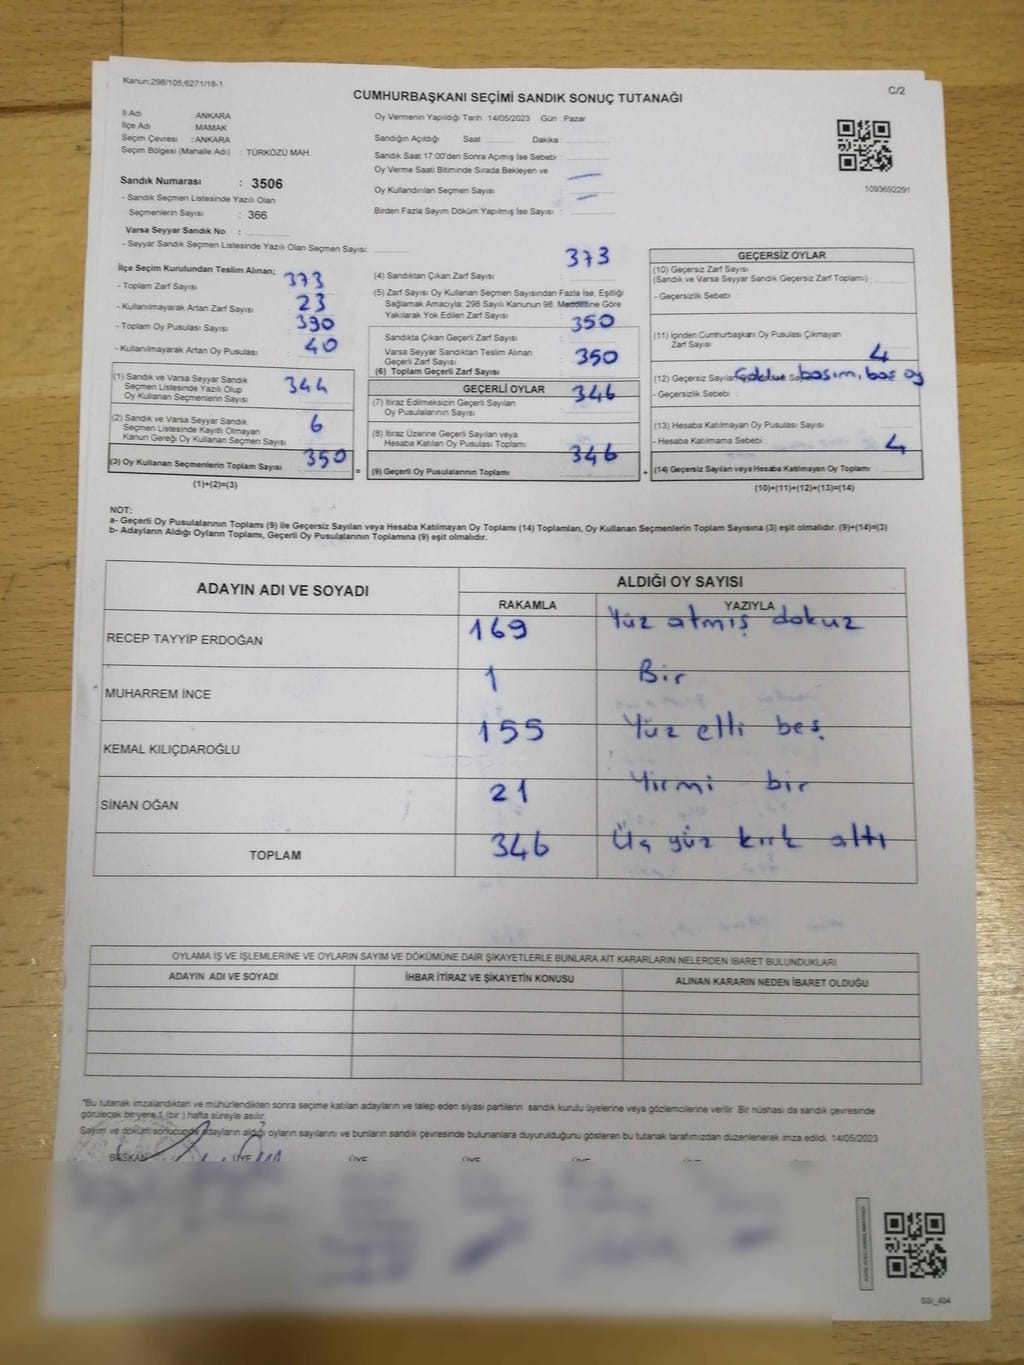 Kanun;298/105;6271/18-1
C/2
CUMHURBAŞKANI SEÇİMİ SANDIK SONUÇ TUTANAĞI
İl Adı ANKARA
İlçe Adı MAMAK
Seçim Çevresi : ANKARA
Seçim Bölgesi (Mahalle Adı) : TÜRKÖZÜ MAH.
Sandık Numarası : 3506
- Sandık Seçmen Listesinde Yazılı Olan
Seçmenlerin Sayısı : 366
Varsa Seyyar Sandık No :
- Seyyar Sandık Seçmen Listesinde Yazılı Olan Seçmen Sayısı:
Oy Vermenin Yapıldığı Tarih : 14/05/2023 Gün : Pazar
Sandığın Açıldığı Saat Dakika :
Sandık Saat 17:00'den Sonra Açımış İse Sebebi :
Oy Verme Saati Bitiminde Sırada Bekleyen ve
Oy Kullandırılan Seçmen Sayısı
Birden Fazla Sayım Döküm Yapılmış İse Sayısı :
1093692291
İlçe Seçim Kurulundan Teslim Alınan;
- Toplam Zarf Sayısı 373
- Kullanılmayarak Artan Zarf Sayısı 23
- Toplam Oy Pusulası Sayısı 390
- Kullanılmayarak Artan Oy Pusulası 40
(1) Sandık ve Varsa Seyyar Sandık
Seçmen Listesinde Yazılı Olup
Oy Kullanan Seçmenlerin Sayısı 344
(2) Sandık ve Varsa Seyyar Sandık
Seçmen Listesinde Kayıtlı Olmayan
Kanun Gereği Oy Kullanan Seçmen Sayısı 6
(3) Oy Kullanan Seçmenlerin Toplam Sayısı 350
(1)+(2)=(3)
(4) Sandıktan Çıkan Zarf Sayısı 373
(5) Zarf Sayısı Oy Kullanan Seçmen Sayısından Fazla İse, Eşitliği
Sağlamak Amacıyla; 298 Sayılı Kanunun 98. Maddesine Göre
Yakılarak Yok Edilen Zarf Sayısı
350
Sandıkta Çıkan Geçerli Zarf Sayısı
Varsa Seyyar Sandıktan Teslim Alınan
Geçerli Zarf Sayısı
350
(6) Toplam Geçerli Zarf Sayısı
GEÇERLİ OYLAR
346
(7) İtiraz Edilmeksizin Geçerli Sayılan
Oy Pusulalarının Sayısı
(8) İtiraz Üzerine Geçerli Sayılan veya
Hesaba Katılan Oy Pusulası Toplamı
346
= (9) Geçerli Oy Pusulalarının Toplamı
GEÇERSİZ OYLAR
(10) Geçersiz Zarf Sayısı
(Sandık ve Varsa Seyyar Sandık Geçersiz Zarf Toplamı) :
- Geçersizlik Sebebi :
(11) İçinden Cumhurbaşkanı Oy Pusulası Çıkmayan
Zarf Sayısı
4
(12) Geçersiz Sayılan basım, boş oy
- Geçersizlik Sebebi
(13) Hesaba Katılmayan Oy Pusulası Sayısı
- Hesaba Katılmama Sebebi : 4
+ (14) Geçersiz Sayılan veya Hesaba Katılmayan Oy Toplamı
(10)+(11)+(12)+(13)=(14)
NOT:
a- Geçerli Oy Pusulalarının Toplamı (9) ile Geçersiz Sayılan veya Hesaba Katılmayan Oy Toplamı (14) Toplamları, Oy Kullanan Seçmenlerin Toplam Sayısına (3) eşit olmalıdır. (9)+(14)=(3)
b- Adayların Aldığı Oyların Toplamı, Geçerli Oy Pusulalarının Toplamına (9) eşit olmalıdır.
ADAYIN ADI VE SOYADI ALDIĞI OY SAYISI
RAKAMLA YAZIYLA
RECEP TAYYİP ERDOĞAN 169 Yüz atmış dokuz
MUHARREM İNCE 1 Bir
KEMAL KILIÇDAROĞLU 155 Yüz elli beş
SİNAN OĞAN 21 Yirmi bir
TOPLAM 346 Üç yüz kırk altı
OYLAMA İŞ VE İŞLEMLERİNE VE OYLARIN SAYIM VE DÖKÜMÜNE DAİR ŞİKAYETLERLE BUNLARA AİT KARARLARIN NELERDEN İBARET BULUNDUKLARI
ADAYIN ADI VE SOYADI İHBAR İTİRAZ VE ŞİKAYETİN KONUSU ALINAN KARARIN NEDEN İBARET OLDUĞU
*Bu tutanak imzalandıktan ve mühürlendikten sonra seçime katılan adayların ve talep eden siyasi partilerin sandık kurulu üyelerine veya gözlemcilerine verilir. Bir nüshası da sandık çevresinde
görülecek bir yere 1 (bir) hafta süreyle asılır.
Sayım ve döküm sonucunda adayların aldığı oyların sayılarını ve bunların sandık çevresinde bulunanlara duyurulduğunu gösteren bu tutanak tarafımızdan düzenlenerek imza edildi. 14/05/2023
BAŞKAN ÜYE ÜYE ÜYE ÜYE
SSI_404